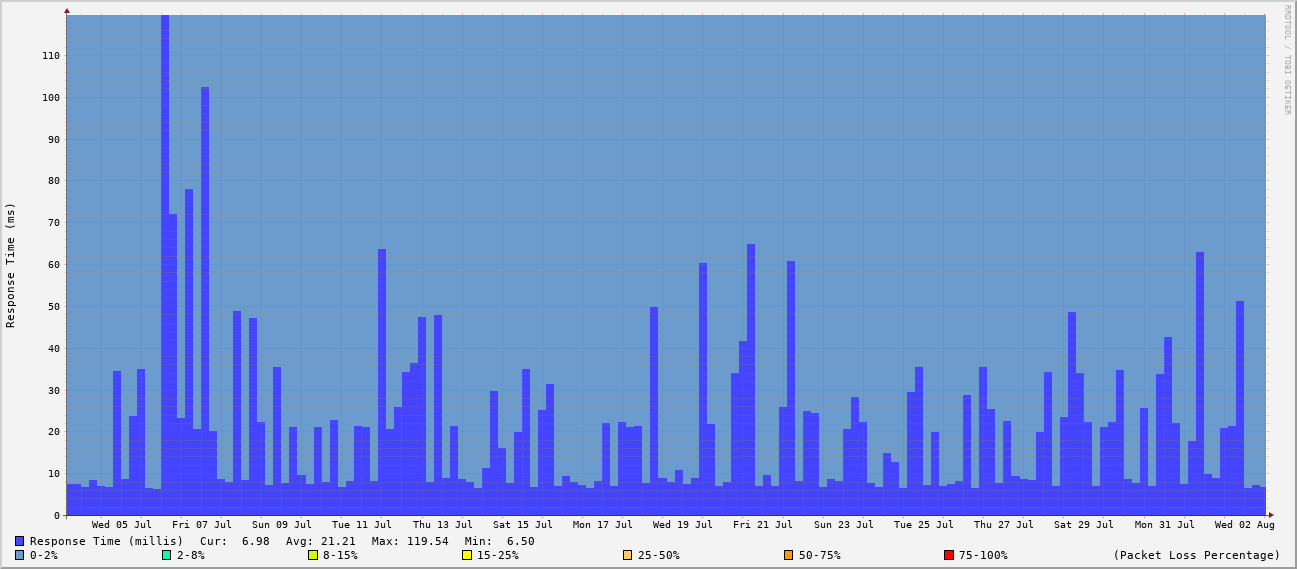 RRDTOOL / TOBI OETIKER
Response Time (ms)
110
100
90
80
70
60
50
40
30
20
10
0
Wed 05 Jul Fri 07 Jul Sun 09 Jul Tue 11 Jul Thu 13 Jul Sat 15 Jul Mon 17 Jul Wed 19 Jul Fri 21 Jul Sun 23 Jul Tue 25 Jul Thu 27 Jul Sat 29 Jul Mon 31 Jul Wed 02 Aug
Response Time (millis) Cur: 6.98 Avg: 21.21 Max: 119.54 Min: 6.50
0-2% 2-8% 8-15% 15-25% 25-50% 50-75% 75-100% (Packet Loss Percentage)